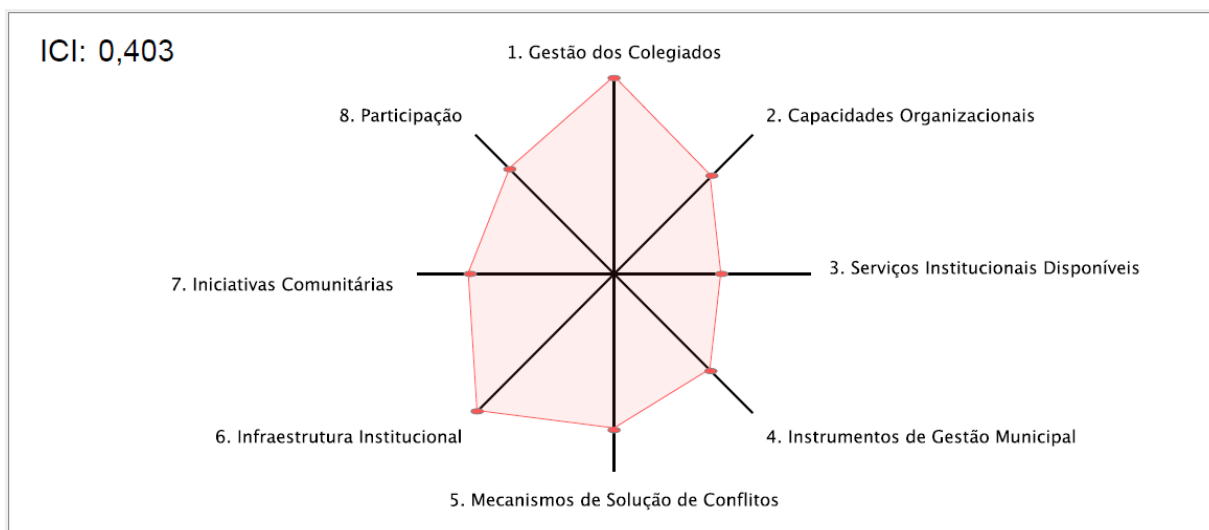 ICI: 0,403
1. Gestão dos Colegiados
2. Capacidades Organizacionais
3. Serviços Institucionais Disponíveis
4. Instrumentos de Gestão Municipal
5. Mecanismos de Solução de Conflitos
6. Infraestrutura Institucional
7. Iniciativas Comunitárias
8. Participação